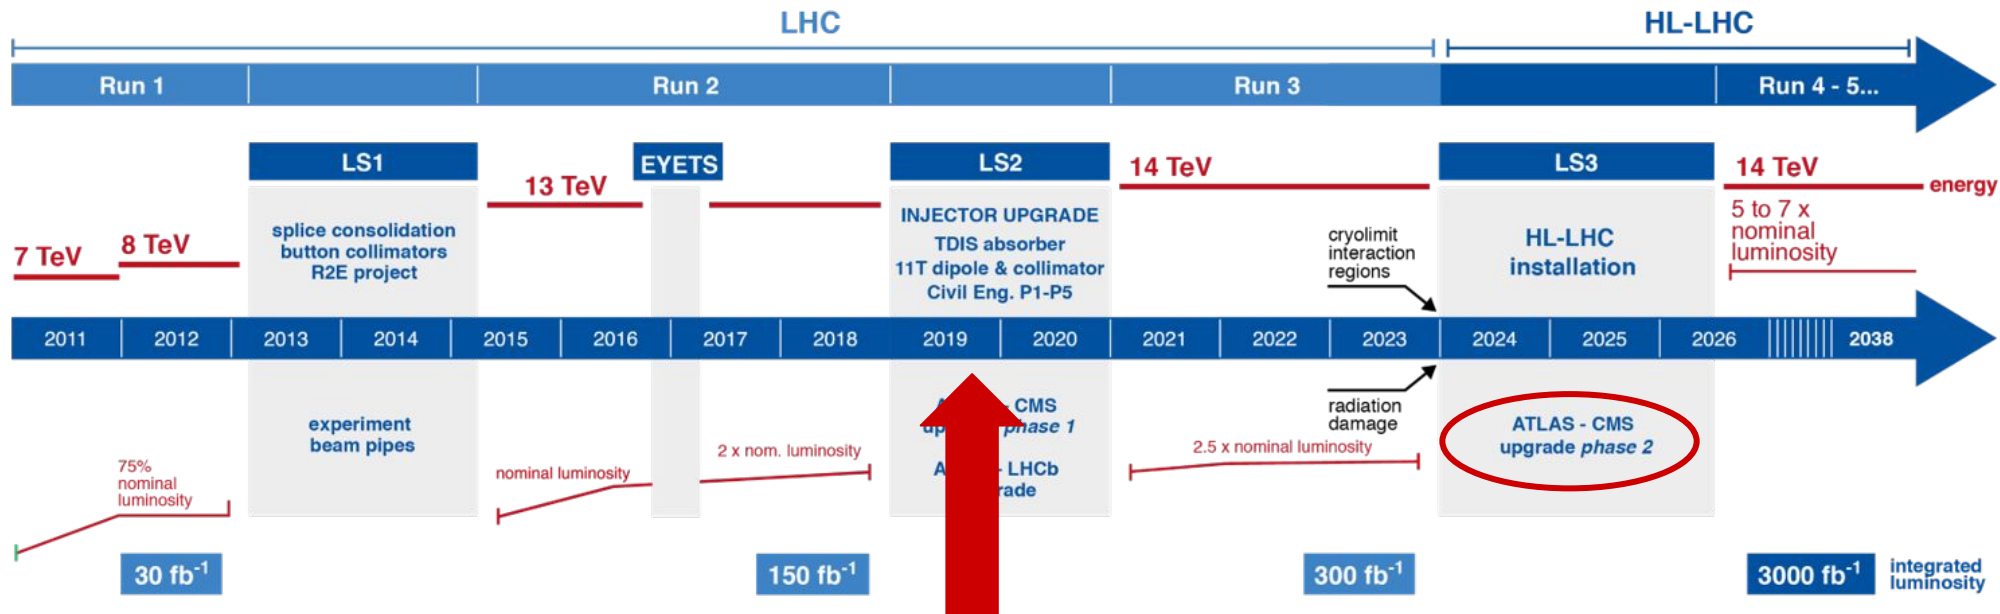 LHC
HL-LHC
Run 1
Run 2
Run 3
Run 4 - 5...
LS1
EYETS
LS2
LS3
7 TeV
8 TeV
13 TeV
14 TeV
14 TeV
energy
splice consolidation
button collimators
R2E project
INJECTOR UPGRADE
TDIS absorber
11T dipole & collimator
Civil Eng. P1-P5
cryolimit
interaction
regions
HL-LHC
installation
5 to 7 x
nominal
luminosity
2011
2012
2013
2014
2015
2016
2017
2018
2019
2020
2021
2022
2023
2024
2025
2026
2038
experiment
beam pipes
- CMS
phase 1
- LHCb
radiation
damage
ATLAS - CMS
upgrade phase 2
75%
nominal
luminosity
nominal luminosity
2 x nom. luminosity
2.5 x nominal luminosity
30 fb-1
150 fb-1
300 fb-1
3000 fb-1
integrated
luminosity